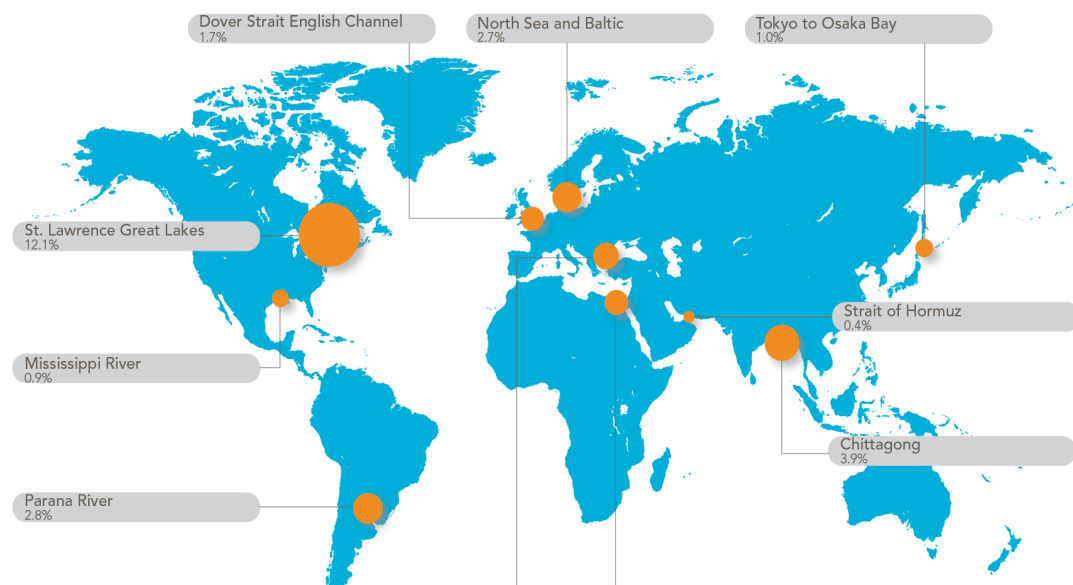 Dover Strait English Channel
1.7%
North Sea and Baltic
2.7%
Tokyo to Osaka Bay
1.0%
St. Lawrence Great Lakes
12.1%
Strait of Hormuz
0.4%
Mississippi River
0.9%
Chittagong
3.9%
Parana River
2.8%